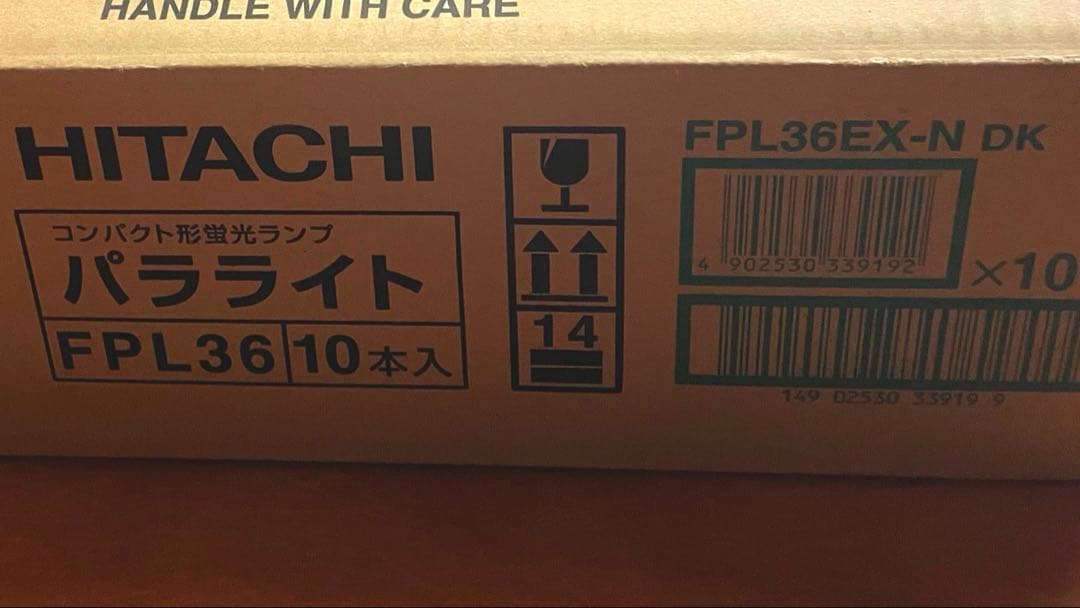 HANDLE WITH CARE
HITACHI
コンパクト形蛍光ランプ
パラライト
FPL36 10本入
14
FPL36EX-N DK
4 902530 339192
×10
149 02530 33919 9